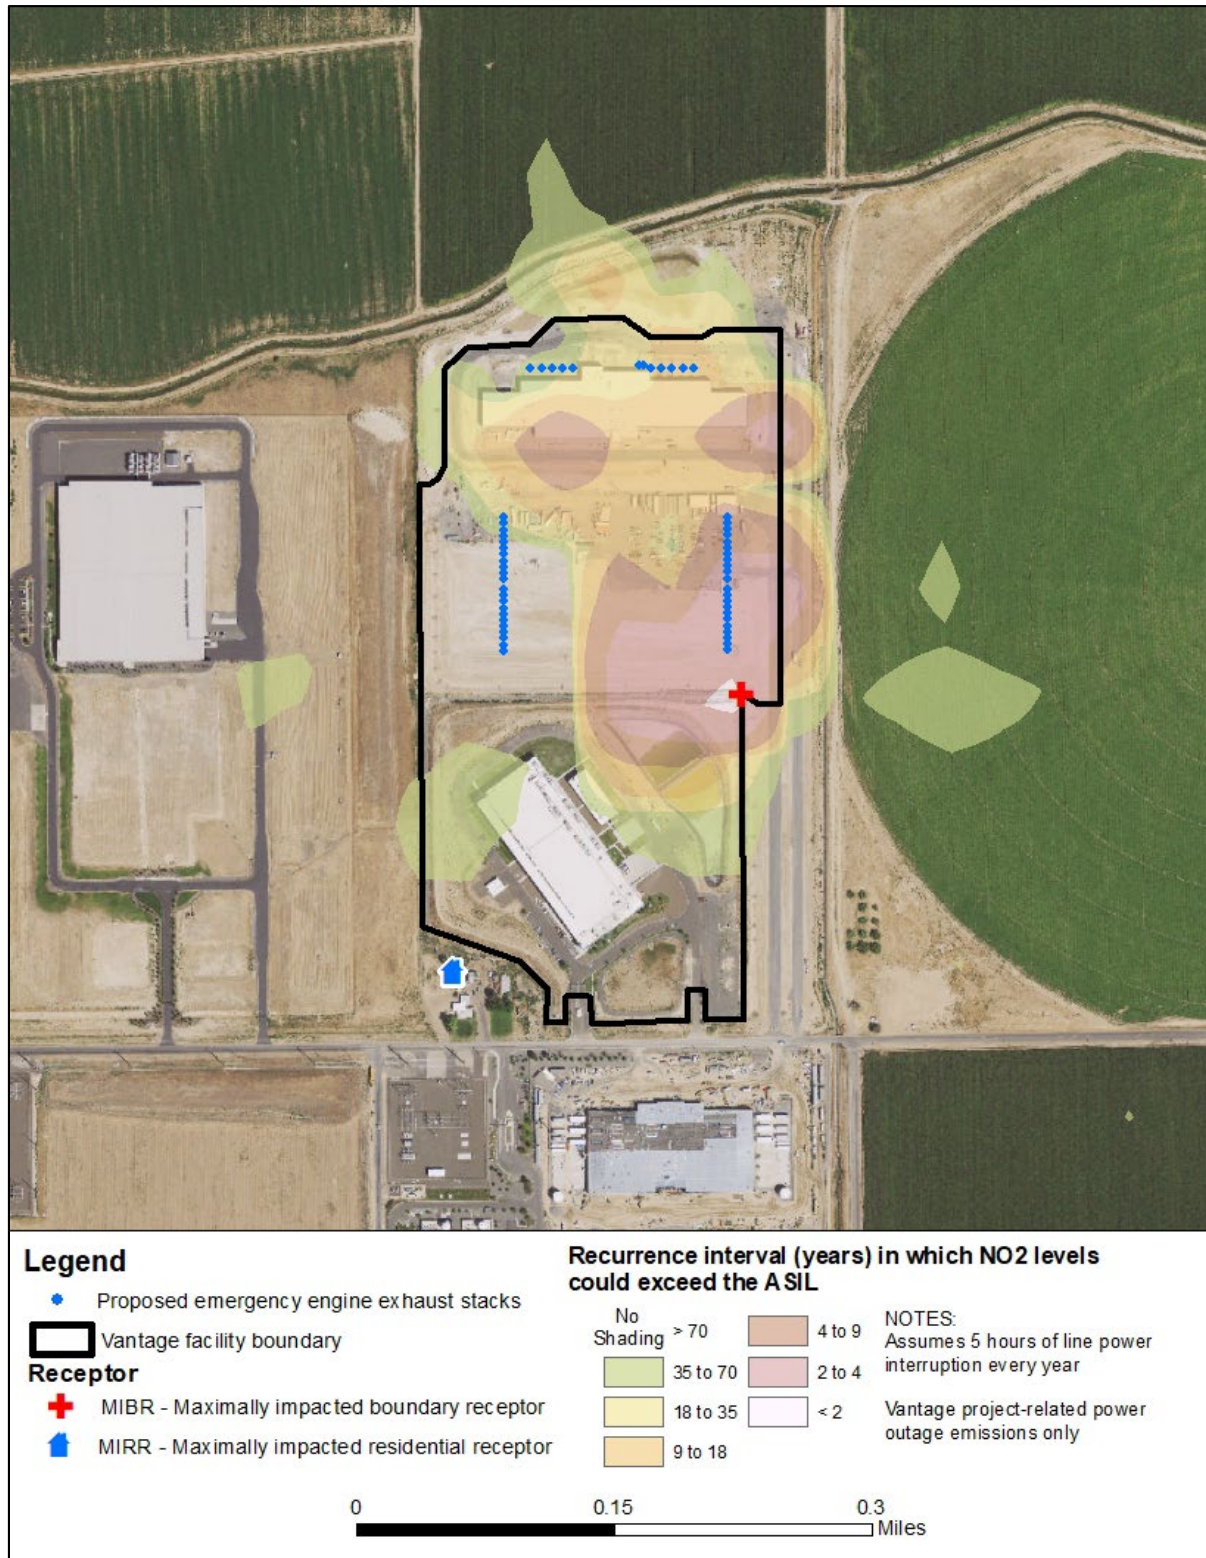 Legend
Proposed emergency engine exhaust stacks
Vantage facility boundary
Receptor
MIBR - Maximally impacted boundary receptor
MIRR - Maximally impacted residential receptor
Recurrence interval (years) in which NO2 levels
could exceed the ASIL
No
Shading
> 70
35 to 70
18 to 35
9 to 18
4 to 9
2 to 4
< 2
NOTES:
Assumes 5 hours of line power
interruption every year
Vantage project-related power
outage emissions only
0 0.15 0.3
Miles